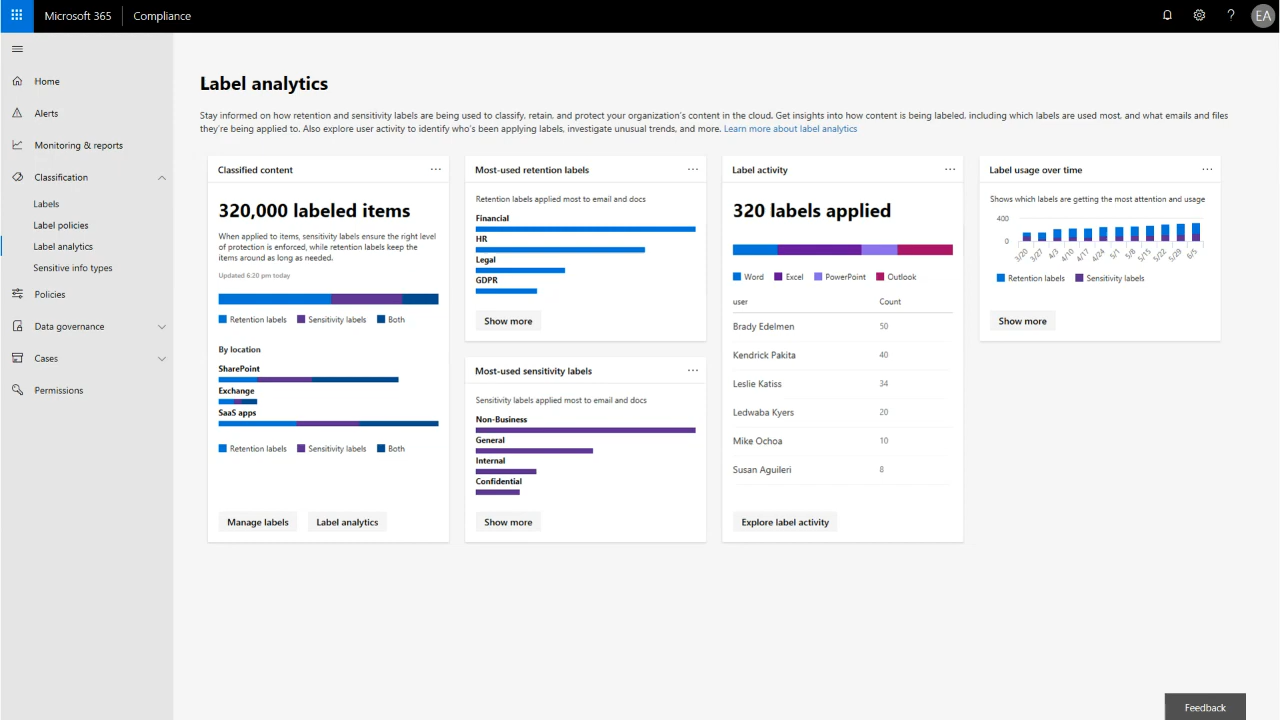 Microsoft 365 Compliance
? EA
Home
Alerts
Monitoring & reports
Classification
Labels
Label policies
Label analytics
Sensitive info types
Policies
Data governance
Cases
Permissions
Label analytics
Stay informed on how retention and sensitivity labels are being used to classify, retain, and protect your organization's content in the cloud. Get insights into how content is being labeled, including which labels are used most, and what emails and files
they're being applied to. Also explore user activity to identify who's been applying labels, investigate unusual trends, and more. Learn more about label analytics
Classified content ...
320,000 labeled items
When applied to items, sensitivity labels ensure the right level
of protection is enforced, while retention labels keep the
items around as long as needed.
Updated 6:20 pm today
Retention labels Sensitivity labels Both
By location
SharePoint
Exchange
SaaS apps
Retention labels Sensitivity labels Both
Manage labels Label analytics
Most-used retention labels ...
Retention labels applied most to email and docs
Financial
HR
Legal
GDPR
Show more
Most-used sensitivity labels ...
Sensitivity labels applied most to email and docs
Non-Business
General
Internal
Confidential
Show more
Label activity ...
320 labels applied
Word Excel PowerPoint Outlook
user Count
Brady Edelmen 50
Kendrick Pakita 40
Leslie Katiss 34
Ledwaba Kyers 20
Mike Ochoa 10
Susan Aguileri 8
Explore label activity
Label usage over time ...
Shows which labels are getting the most attention and usage
400
0
3/20 3/27 4/3 4/10 4/17 4/24 5/1 5/8 5/15 5/22 5/29 6/5
Retention labels Sensitivity labels
Show more
Feedback